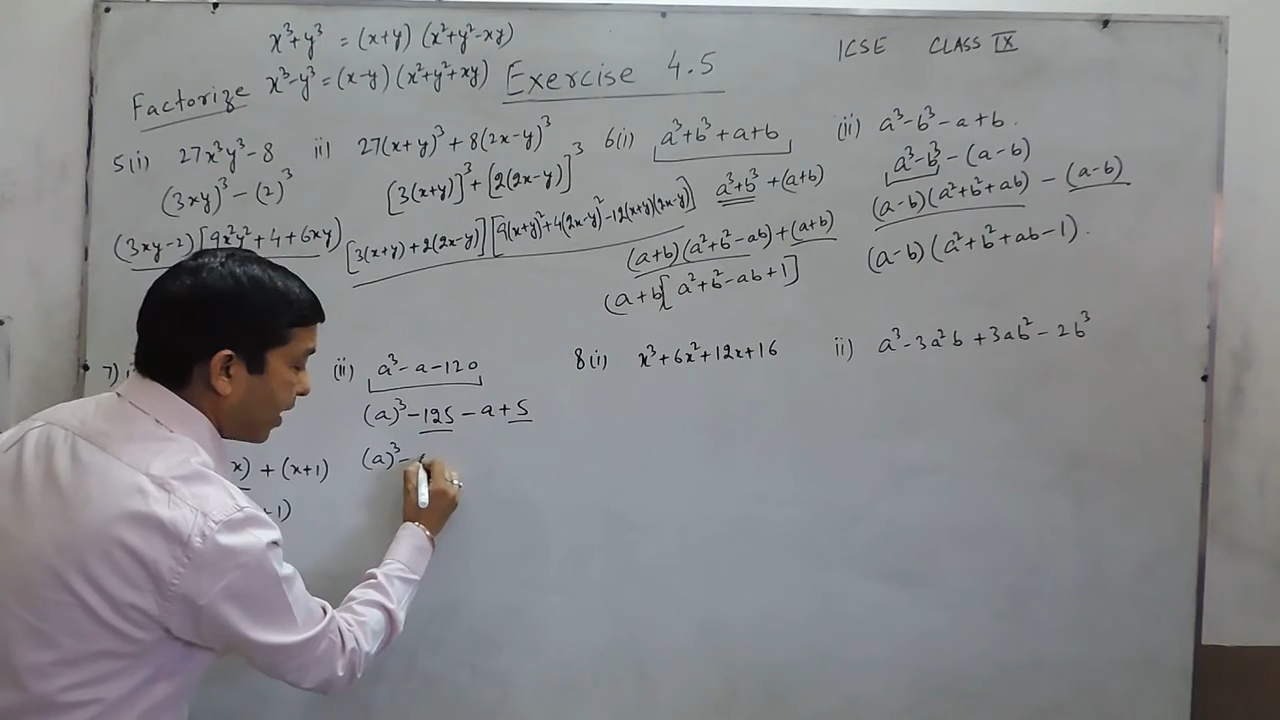 x³+y³ = (x+y) (x²+y²-xy)
ICSE CLASS IX
Factorize x³-y³ = (x-y) (x²+y²+xy) Exercise 4.5
5(i) 27x³y³-8 ii) 27(x+y)³ + 8(2x-y)³ 6(i) a³+b³+a+b (ii) a³-b³-a+b.
(3xy)³ - (2)³ [3(x+y)]³ + [2(2x-y)]³ a³+b³ + (a+b) a³-b³ - (a-b)
(3xy-2)[9x²y²+4+6xy] [3(x+y)+2(2x-y)][9(x+y)²+4(2x-y)²-12(x+y)(2x-y)] (a+b)(a²+b²-ab)+(a+b) (a-b)(a²+b²+ab) - (a-b)
(a+b[a²+b²-ab+1] (a-b)(a²+b²+ab-1).
7) (ii) a³-a-120 8(i) x³+6x²+12x+16 ii) a³-3a²b+3ab²-2b³
(a)³-125-a+5
x) + (x+1) (a)³-
+1)